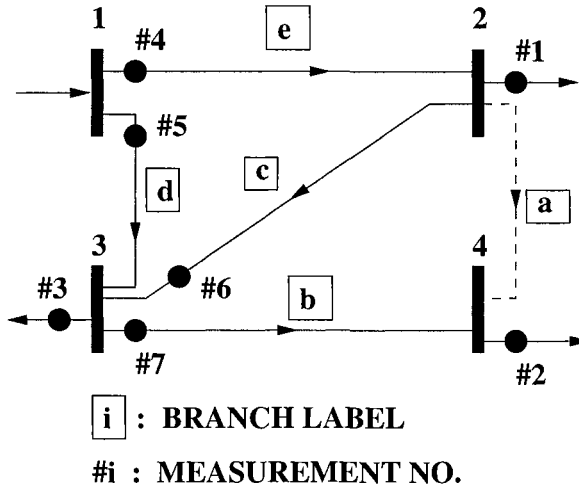 1
#4
e
2
#1
#5
c
d
a
3
4
#3
#6
b
#7
#2
i : BRANCH LABEL
#i : MEASUREMENT NO.